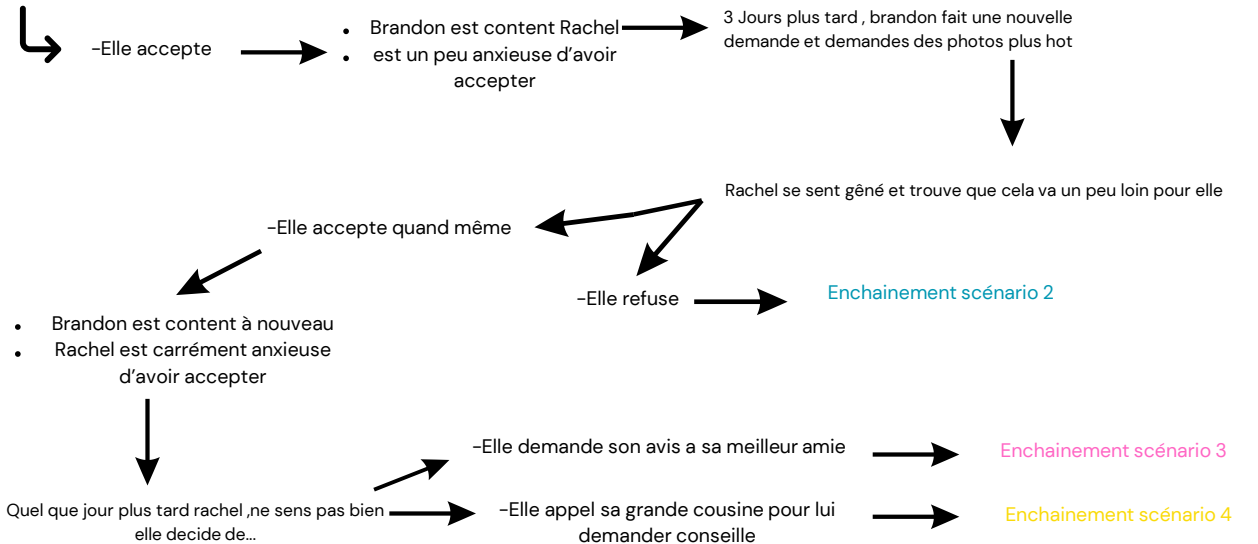 -Elle accepte
• Brandon est content Rachel
• est un peu anxieuse d'avoir
accepter
3 Jours plus tard , brandon fait une nouvelle
demande et demandes des photos plus hot
Rachel se sent gêné et trouve que cela va un peu loin pour elle
-Elle accepte quand même
-Elle refuse
Enchainement scénario 2
• Brandon est content à nouveau
• Rachel est carrément anxieuse
d'avoir accepter
Quel que jour plus tard rachel ,ne sens pas bien
elle decide de...
-Elle demande son avis a sa meilleur amie
Enchainement scénario 3
-Elle appel sa grande cousine pour lui
demander conseille
Enchainement scénario 4